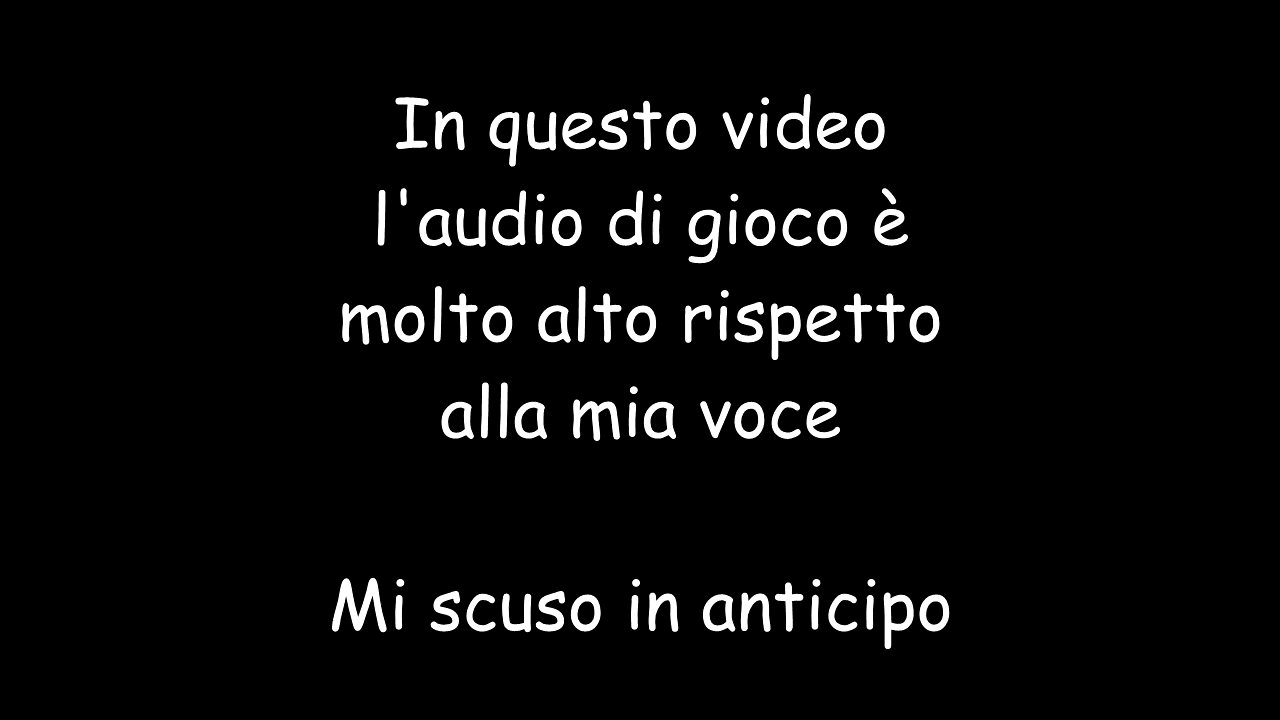 In questo video
l'audio di gioco è
molto alto rispetto
alla mia voce
Mi scuso in anticipo